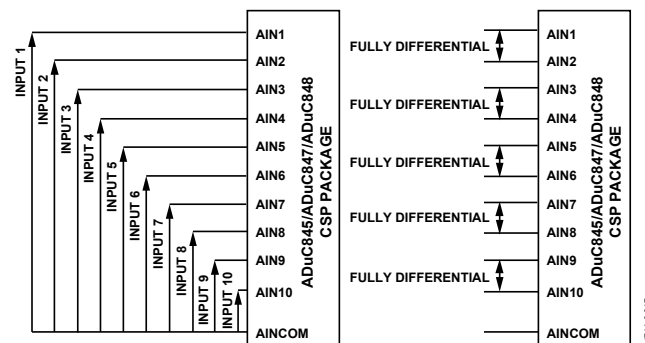 INPUT 1
INPUT 2
INPUT 3
INPUT 4
INPUT 5
INPUT 6
INPUT 7
INPUT 8
INPUT 9
INPUT 10
AIN1
AIN2
AIN3
AIN4
AIN5
AIN6
AIN7
AIN8
AIN9
AIN10
AINCOM
ADuC845/ADuC847/ADuC848
CSP PACKAGE
FULLY DIFFERENTIAL
FULLY DIFFERENTIAL
FULLY DIFFERENTIAL
FULLY DIFFERENTIAL
FULLY DIFFERENTIAL
AIN1
AIN2
AIN3
AIN4
AIN5
AIN6
AIN7
AIN8
AIN9
AIN10
AINCOM
ADuC845/ADuC847/ADuC848
CSP PACKAGE